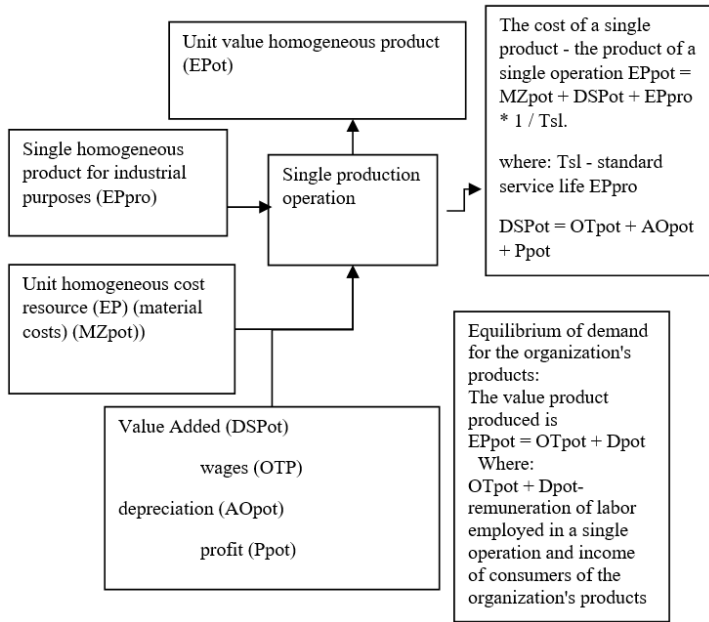 Unit value homogeneous product
(EPot)
The cost of a single
product - the product of a
single operation EPpot =
MZpot + DSPot + EPpro
* 1 / Tsl.
where: Tsl - standard
service life EPpro
DSPot = OTpot + AOpot
+ Ppot
Single homogeneous
product for industrial
purposes (EPpro)
Single production
operation
Unit homogeneous cost
resource (EP) (material
costs) (MZpot))
Value Added (DSPot)
wages (OTP)
depreciation (AOpot)
profit (Ppot)
Equilibrium of demand
for the organization's
products:
The value product
produced is
EPpot = OTpot + Dpot
Where:
OTpot + Dpot-
remuneration of labor
employed in a single
operation and income
of consumers of the
organization's products